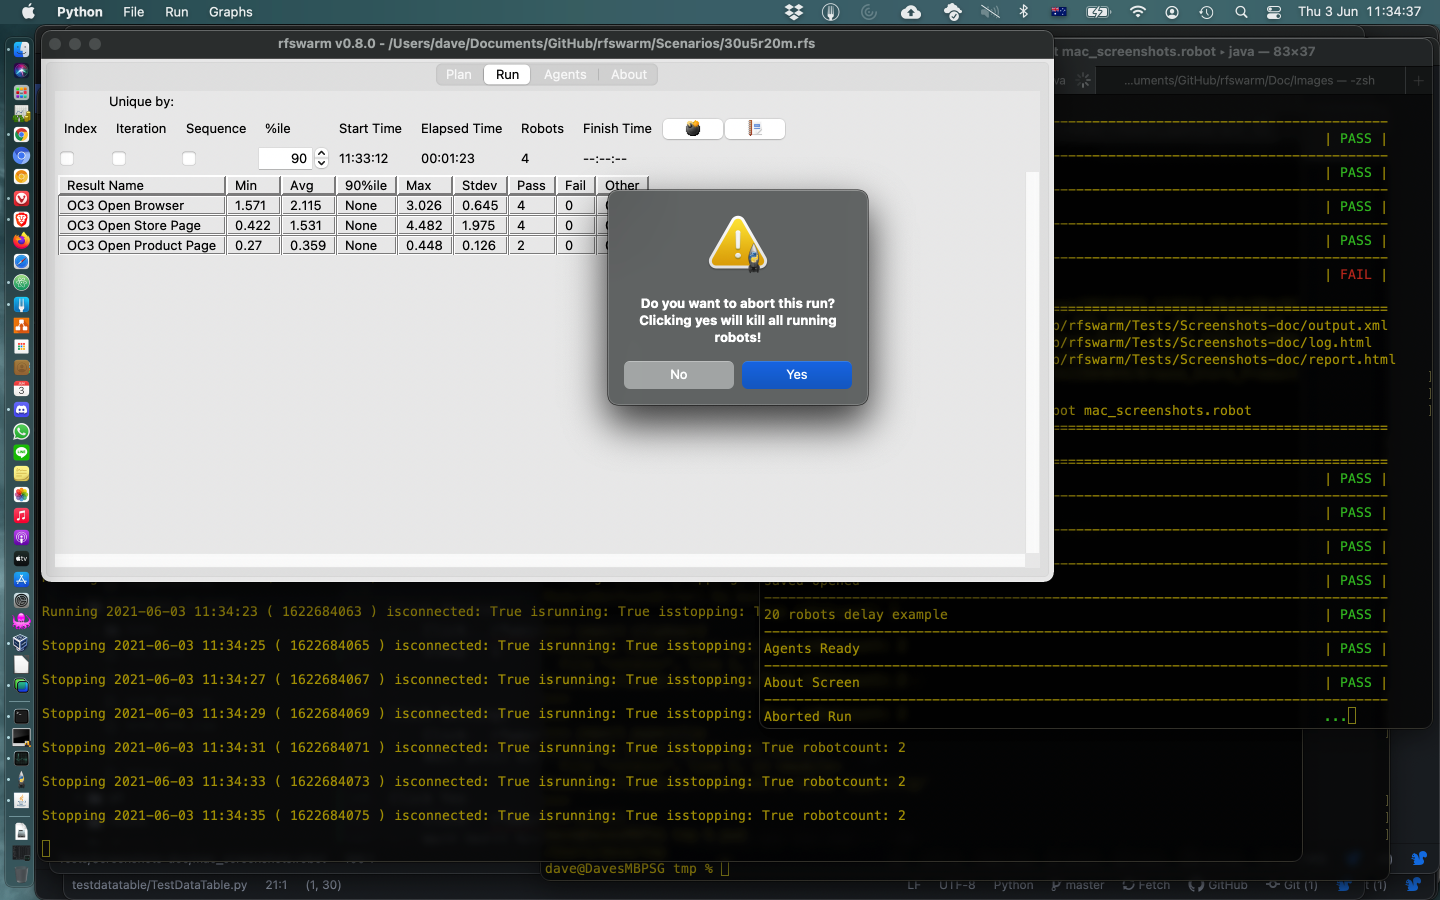 Python File Run Graphs
Thu 3 Jun 11:34:37
rfswarm v0.8.0 - /Users/dave/Documents/GitHub/rfswarm/Scenarios/30u5r20m.rfs
Plan Run Agents About
Unique by:
Index Iteration Sequence %ile Start Time Elapsed Time Robots Finish Time
90 11:33:12 00:01:23 4 --:--:--
Result Name Min Avg 90%ile Max Stdev Pass Fail Other
OC3 Open Browser 1.571 2.115 None 3.026 0.645 4 0
OC3 Open Store Page 0.422 1.531 None 4.482 1.975 4 0
OC3 Open Product Page 0.27 0.359 None 0.448 0.126 2 0
Do you want to abort this run?
Clicking yes will kill all running
robots!
No Yes
t mac_screenshots.robot ▸ java — 83×37
...uments/GitHub/rfswarm/Doc/Images — -zsh
| PASS |
| PASS |
| PASS |
| PASS |
| FAIL |
/rfswarm/Tests/Screenshots-doc/output.xml
/rfswarm/Tests/Screenshots-doc/log.html
/rfswarm/Tests/Screenshots-doc/report.html
bot mac_screenshots.robot
| PASS |
| PASS |
| PASS |
| PASS |
20 robots delay example | PASS |
Agents Ready | PASS |
About Screen | PASS |
Aborted Run ...
Running 2021-06-03 11:34:23 ( 1622684063 ) isconnected: True isrunning: True isstopping:
Stopping 2021-06-03 11:34:25 ( 1622684065 ) isconnected: True isrunning: True isstopping:
Stopping 2021-06-03 11:34:27 ( 1622684067 ) isconnected: True isrunning: True isstopping:
Stopping 2021-06-03 11:34:29 ( 1622684069 ) isconnected: True isrunning: True isstopping:
Stopping 2021-06-03 11:34:31 ( 1622684071 ) isconnected: True isrunning: True isstopping: True robotcount: 2
Stopping 2021-06-03 11:34:33 ( 1622684073 ) isconnected: True isrunning: True isstopping: True robotcount: 2
Stopping 2021-06-03 11:34:35 ( 1622684075 ) isconnected: True isrunning: True isstopping: True robotcount: 2
dave@DavesMBPSG tmp %
testdatatable/TestDataTable.py 21:1 (1, 30) LF UTF-8 Python master Fetch GitHub Git (1)